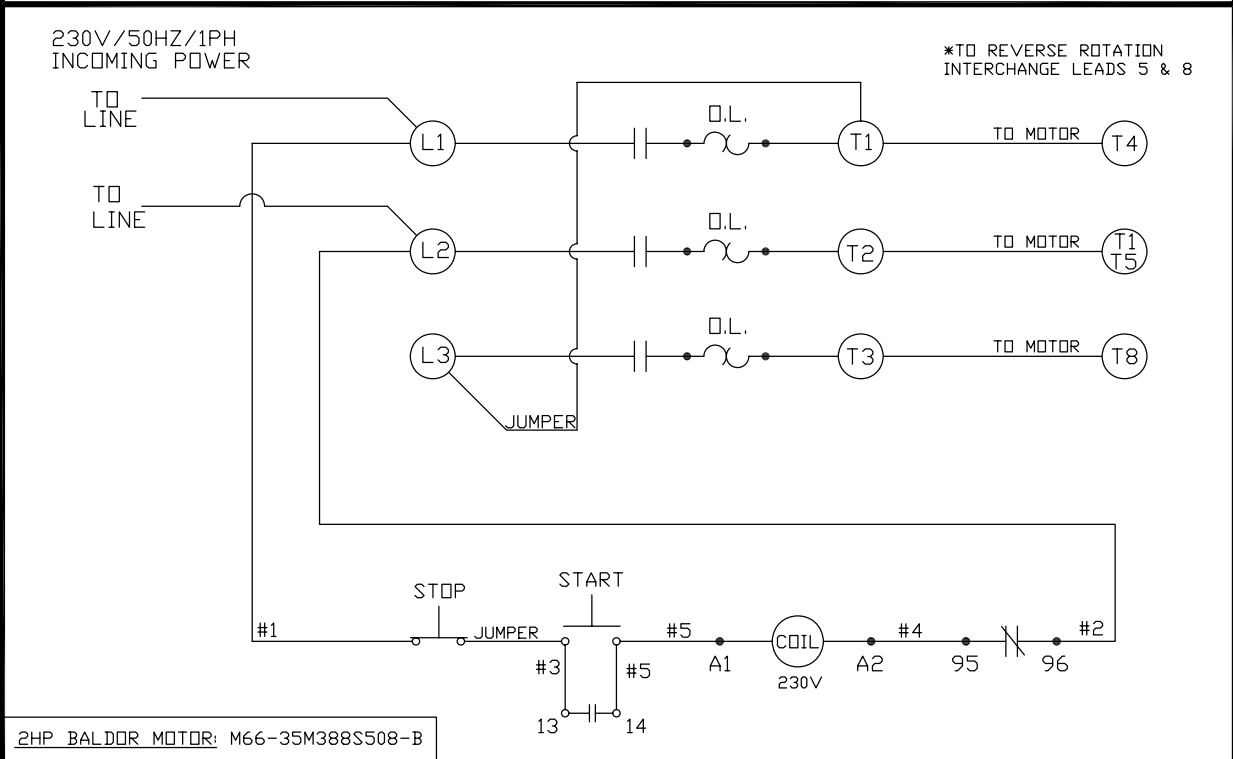 230V/50HZ/1PH
INCOMING POWER
*TO REVERSE ROTATION
INTERCHANGE LEADS 5 & 8
TO
LINE
L1
O.L.
T1
TO MOTOR
T4
TO
LINE
L2
O.L.
T2
TO MOTOR
T1
T5
L3
O.L.
T3
TO MOTOR
T8
JUMPER
STOP
START
#1
JUMPER
#5
COIL
#4
#2
#3
#5
A1
230V
A2
95
96
13
14
2HP BALDOR MOTOR: M66-35M388S508-B